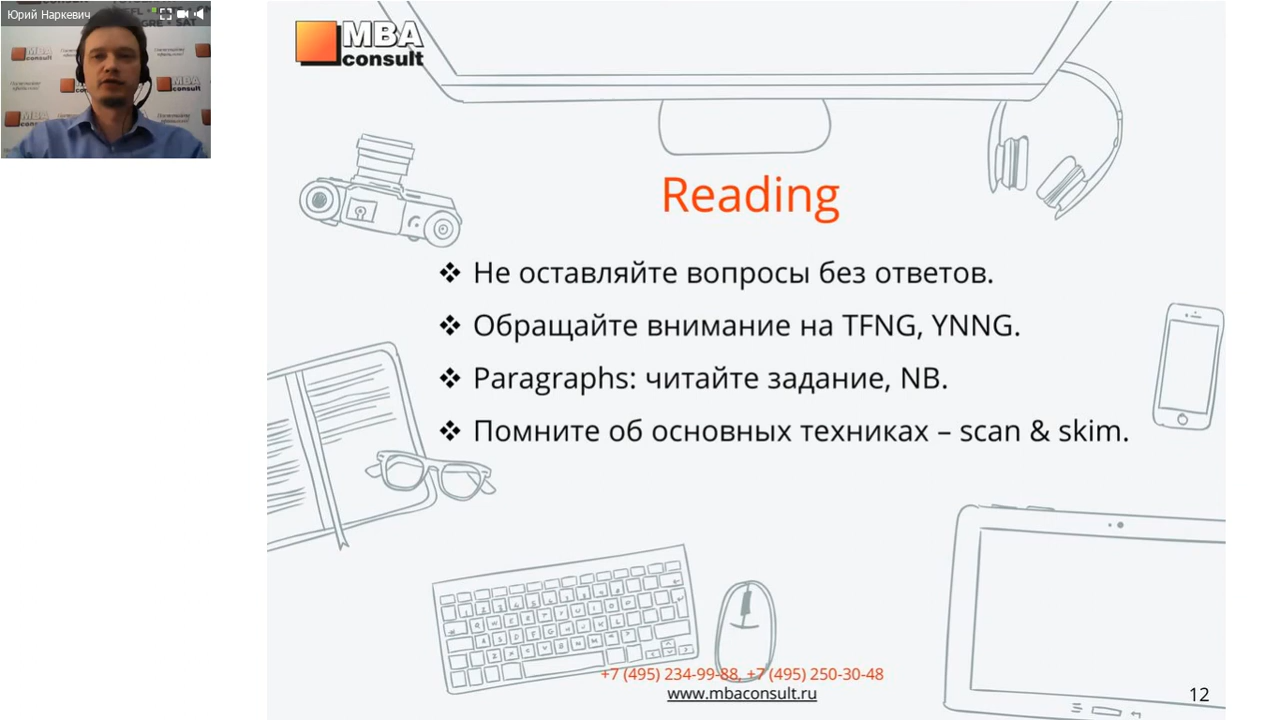 Юрий Наркевич
MBA
consult
Reading
❖ Не оставляйте вопросы без ответов.
❖ Обращайте внимание на TFNG, YNNG.
❖ Paragraphs: читайте задание, NB.
❖ Помните об основных техниках – scan & skim.
+7 (495) 234-99-88, +7 (495) 250-30-48
www.mbaconsult.ru
12